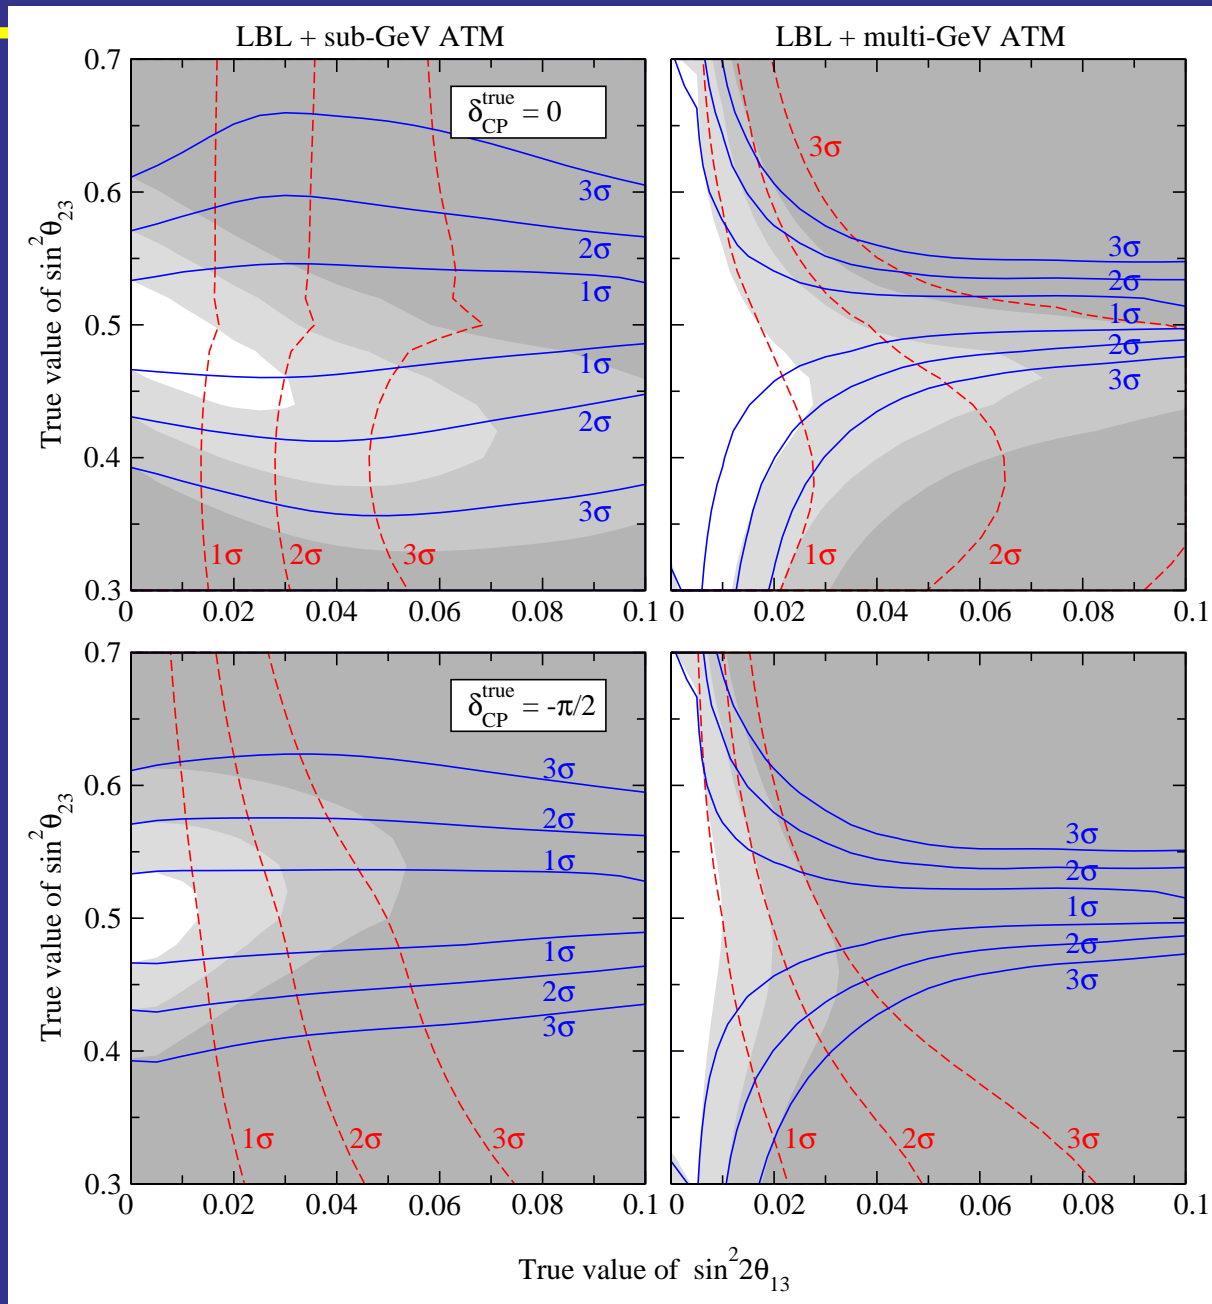 LBL + sub-GeV ATM
LBL + multi-GeV ATM
δ_CP^true = 0
0.7
0.6
0.5
0.4
0.3
True value of sin²θ₂₃
3σ
2σ
1σ
1σ
2σ
3σ
1σ 2σ 3σ
0 0.02 0.04 0.06 0.08 0.1
3σ
3σ
2σ
1σ
2σ
3σ
1σ 2σ
0 0.02 0.04 0.06 0.08 0.1
δ_CP^true = -π/2
0.7
0.6
0.5
0.4
0.3
True value of sin²θ₂₃
3σ
2σ
1σ
1σ
2σ
3σ
1σ 2σ 3σ
0 0.02 0.04 0.06 0.08 0.1
3σ
2σ
1σ
2σ
3σ
1σ 2σ 3σ
0 0.02 0.04 0.06 0.08 0.1
True value of sin²2θ₁₃